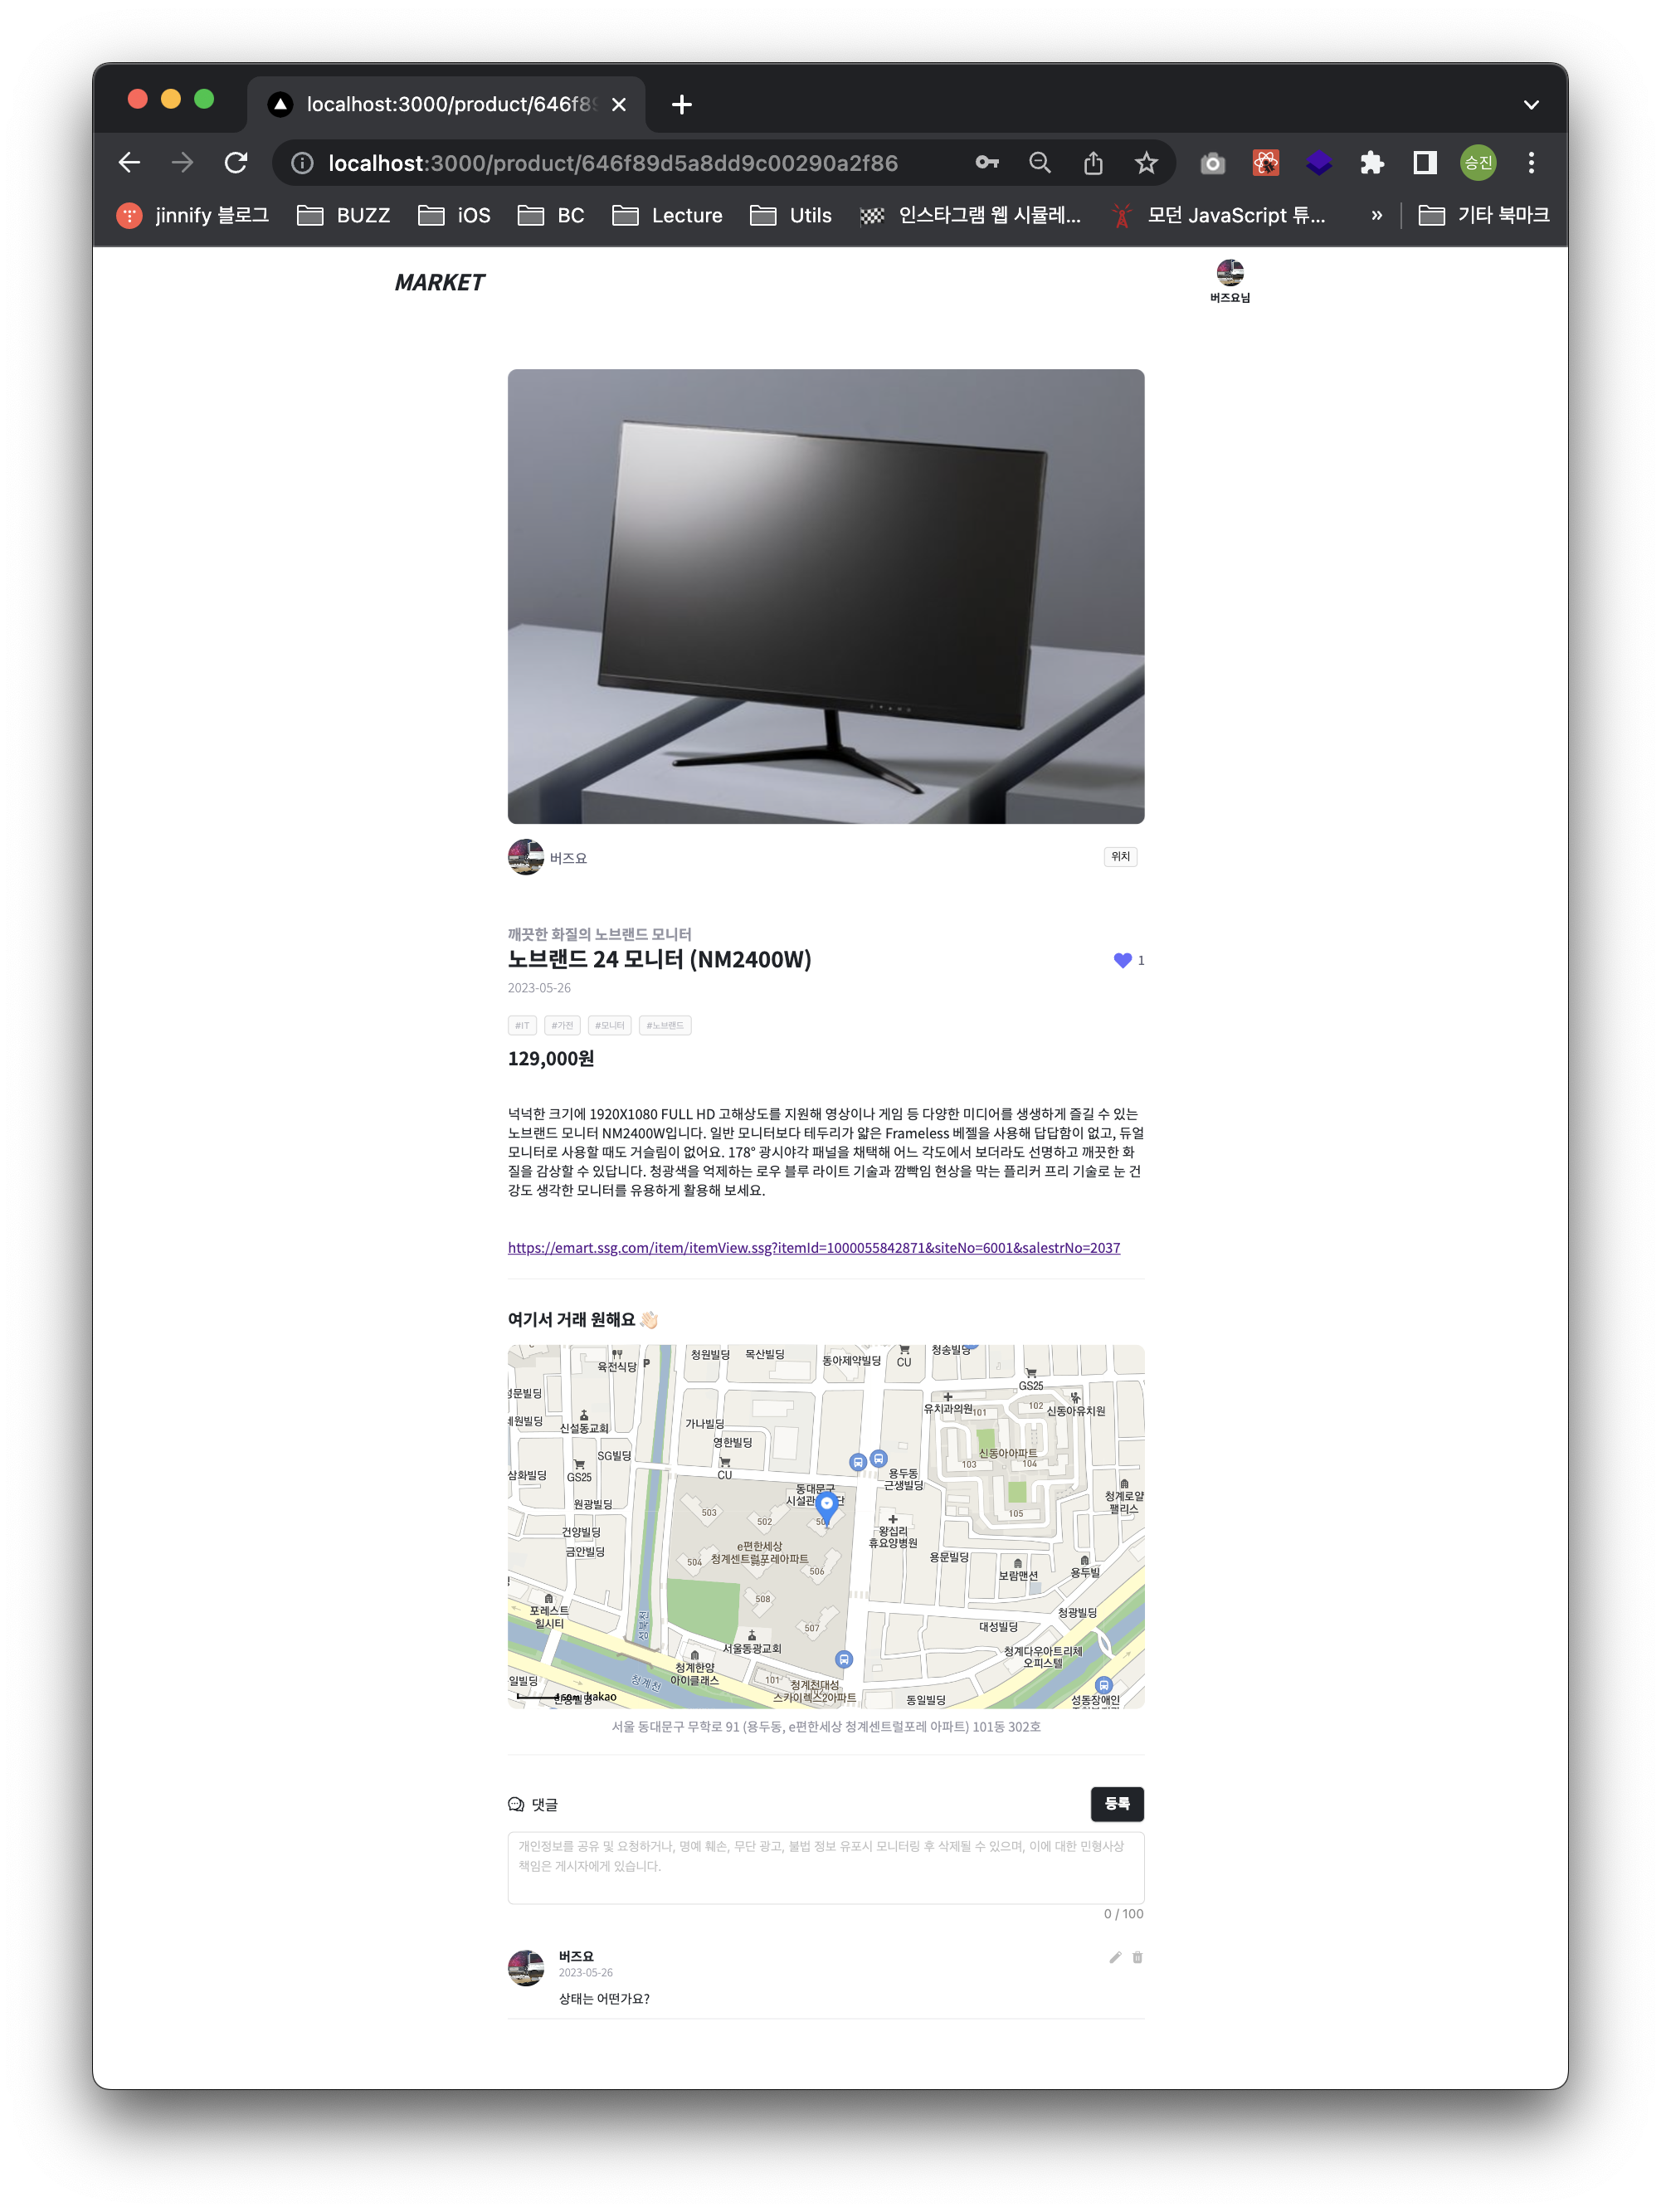 localhost:3000/product/646f89
localhost:3000/product/646f89d5a8dd9c00290a2f86
승진
jinnify 블로그
BUZZ
iOS
BC
Lecture
Utils
인스타그램 웹 시뮬레...
모던 JavaScript 튜...
»
기타 북마크
MARKET
버즈요님
버즈요
위치
깨끗한 화질의 노브랜드 모니터
노브랜드 24 모니터 (NM2400W)
1
2023-05-26
#IT
#가전
#모니터
#노브랜드
129,000원
넉넉한 크기에 1920X1080 FULL HD 고해상도를 지원해 영상이나 게임 등 다양한 미디어를 생생하게 즐길 수 있는
노브랜드 모니터 NM2400W입니다. 일반 모니터보다 테두리가 얇은 Frameless 베젤을 사용해 답답함이 없고, 듀얼
모니터로 사용할 때도 거슬림이 없어요. 178° 광시야각 패널을 채택해 어느 각도에서 보더라도 선명하고 깨끗한 화
질을 감상할 수 있답니다. 청광색을 억제하는 로우 블루 라이트 기술과 깜빡임 현상을 막는 플리커 프리 기술로 눈 건
강도 생각한 모니터를 유용하게 활용해 보세요.
https://emart.ssg.com/item/itemView.ssg?itemId=1000055842871&siteNo=6001&salestrNo=2037
여기서 거래 원해요 👋🏻
육전식당
P
청원빌딩
목산빌딩
동아제약빌딩
CU
청송빌딩
GS25
성문빌딩
신설동교회
가나빌딩
유치과의원
101
102
신동아유치원
영한빌딩
SG빌딩
신동아아파트
삼화빌딩
GS25
CU
103
104
용두동
근생빌딩
동대문구
청계로얄
팰리스
원광빌딩
503
502
105
건양빌딩
왕십리
휴요양병원
금안빌딩
e편한세상
청계센트럴포레아파트
504
506
용문빌딩
보람맨션
용두빌
508
포레스트
힐시티
507
청광빌딩
대성빌딩
성북천
서울동광교회
청계다우아트리체
오피스텔
청계한양
아이클래스
101
청계천대성
스카이렉스2아파트
청계천
동일빌딩
성동장애인
50m
kakao
서울 동대문구 무학로 91 (용두동, e편한세상 청계센트럴포레 아파트) 101동 302호
댓글
등록
개인정보를 공유 및 요청하거나, 명예 훼손, 무단 광고, 불법 정보 유포시 모니터링 후 삭제될 수 있으며, 이에 대한 민형사상
책임은 게시자에게 있습니다.
0 / 100
버즈요
2023-05-26
상태는 어떤가요?